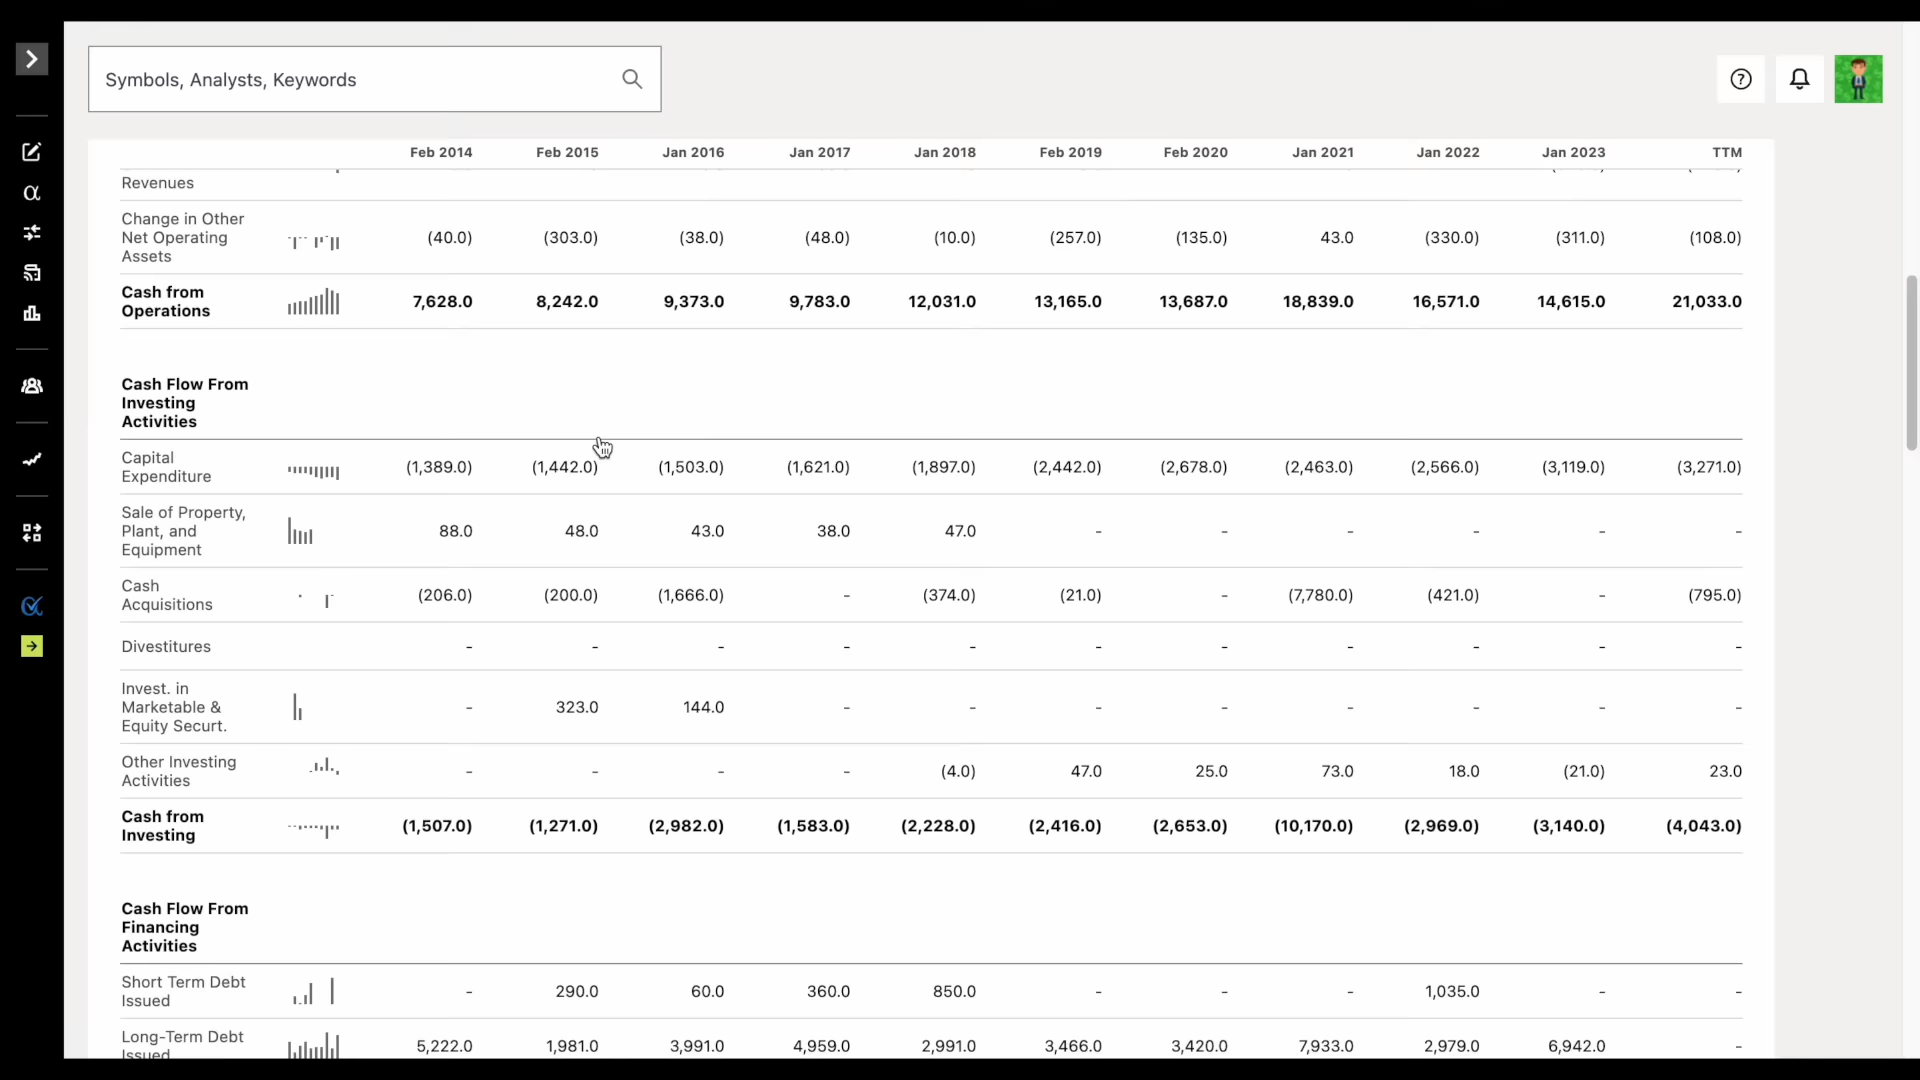 Symbols, Analysts, Keywords
Feb 2014 Feb 2015 Jan 2016 Jan 2017 Jan 2018 Feb 2019 Feb 2020 Jan 2021 Jan 2022 Jan 2023 TTM
Revenues
Change in Other
Net Operating (40.0) (303.0) (38.0) (48.0) (10.0) (257.0) (135.0) 43.0 (330.0) (311.0) (108.0)
Assets
Cash from
Operations 7,628.0 8,242.0 9,373.0 9,783.0 12,031.0 13,165.0 13,687.0 18,839.0 16,571.0 14,615.0 21,033.0
Cash Flow From
Investing
Activities
Capital
Expenditure (1,389.0) (1,442.0) (1,503.0) (1,621.0) (1,897.0) (2,442.0) (2,678.0) (2,463.0) (2,566.0) (3,119.0) (3,271.0)
Sale of Property,
Plant, and 88.0 48.0 43.0 38.0 47.0 - - - - - -
Equipment
Cash
Acquisitions (206.0) (200.0) (1,666.0) - (374.0) (21.0) - (7,780.0) (421.0) - (795.0)
Divestitures - - - - - - - - - - -
Invest. in
Marketable & - 323.0 144.0 - - - - - - - -
Equity Securt.
Other Investing
Activities - - - - (4.0) 47.0 25.0 73.0 18.0 (21.0) 23.0
Cash from
Investing (1,507.0) (1,271.0) (2,982.0) (1,583.0) (2,228.0) (2,416.0) (2,653.0) (10,170.0) (2,969.0) (3,140.0) (4,043.0)
Cash Flow From
Financing
Activities
Short Term Debt
Issued - 290.0 60.0 360.0 850.0 - - - 1,035.0 - -
Long-Term Debt
Issued 5,222.0 1,981.0 3,991.0 4,959.0 2,991.0 3,466.0 3,420.0 7,933.0 2,979.0 6,942.0 -